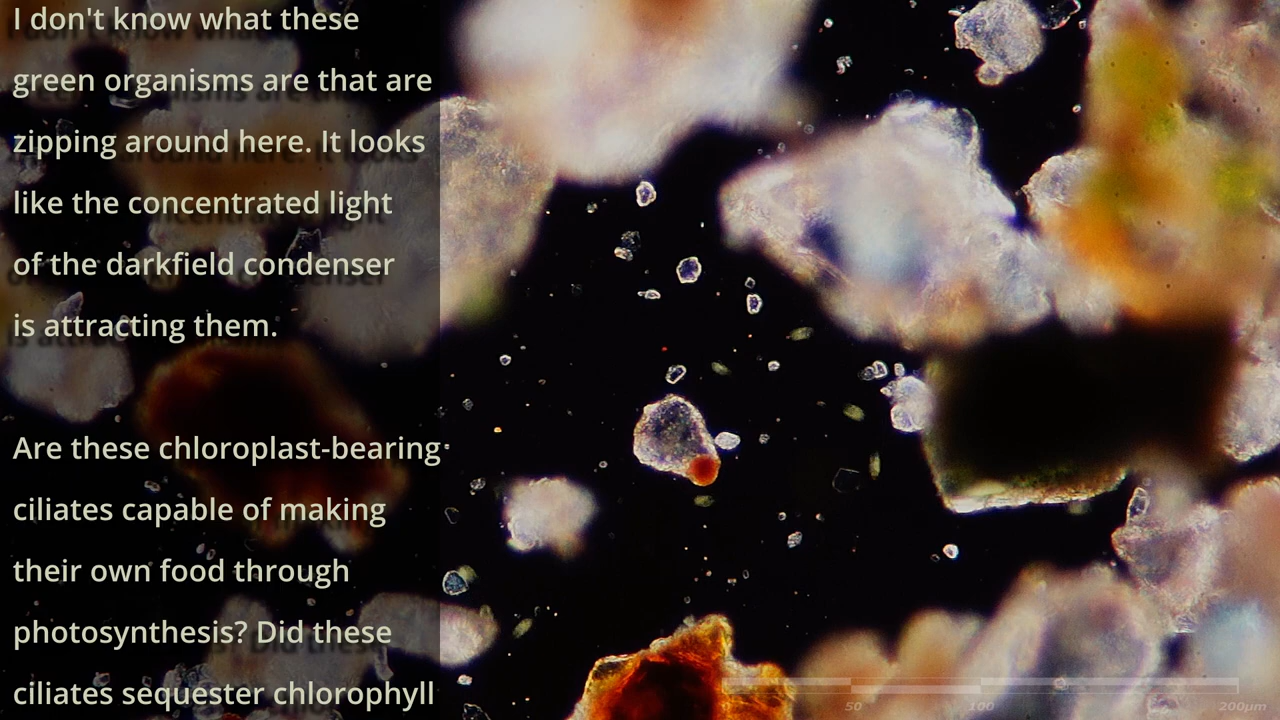 I don't know what these
green organisms are that are
zipping around here. It looks
like the concentrated light
of the darkfield condenser
is attracting them.
Are these chloroplast-bearing
ciliates capable of making
their own food through
photosynthesis? Did these
ciliates sequester chlorophyll
50 100 200µm